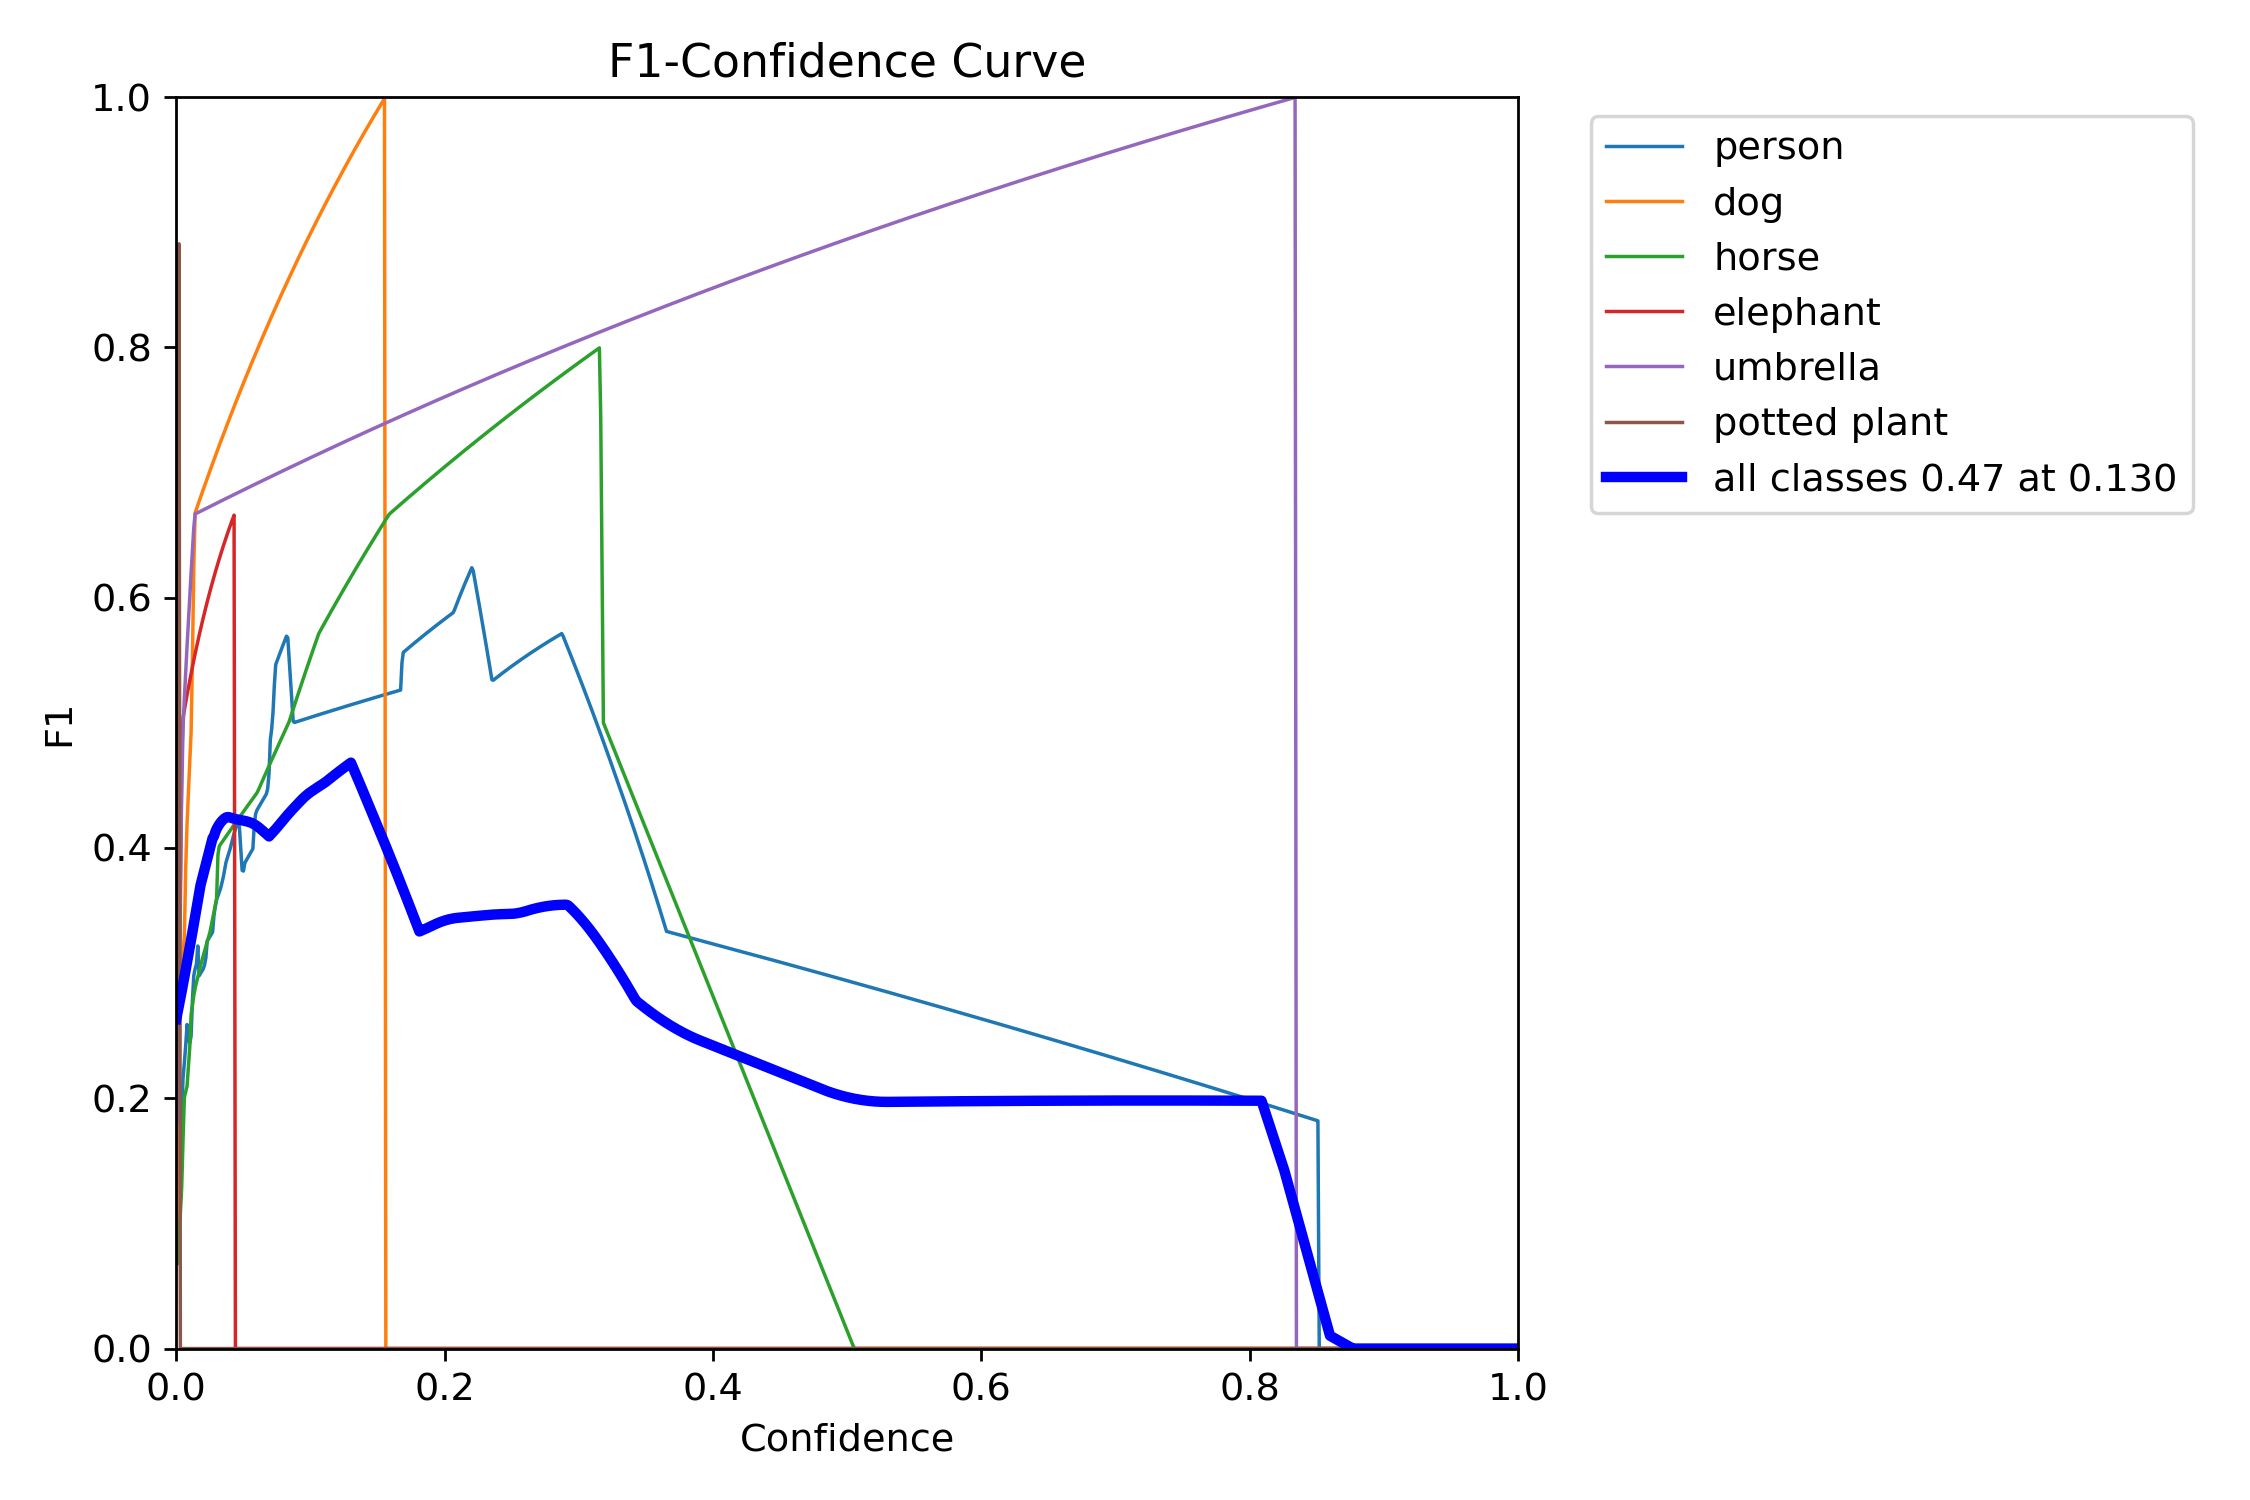 F1-Confidence Curve
1.0
0.8
0.6
0.4
0.2
0.0
F1
0.0 0.2 0.4 0.6 0.8 1.0
Confidence
person
dog
horse
elephant
umbrella
potted plant
all classes 0.47 at 0.130